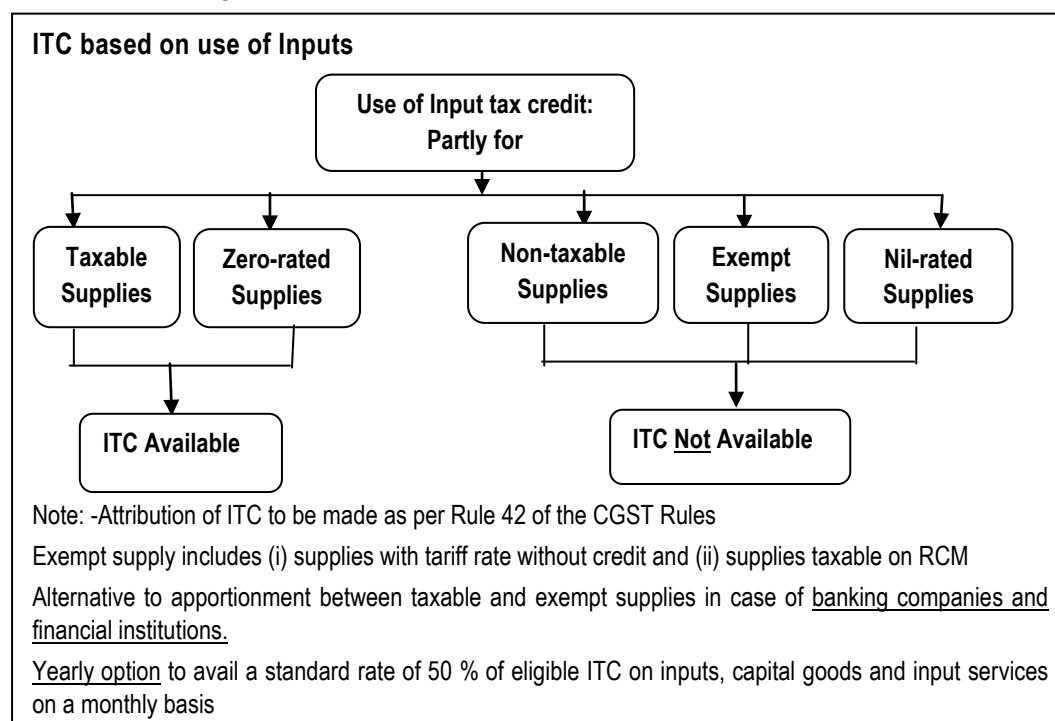 ITC based on use of Inputs
Use of Input tax credit:
Partly for
Taxable
Supplies
Zero-rated
Supplies
Non-taxable
Supplies
Exempt
Supplies
Nil-rated
Supplies
ITC Available
ITC Not Available
Note: -Attribution of ITC to be made as per Rule 42 of the CGST Rules
Exempt supply includes (i) supplies with tariff rate without credit and (ii) supplies taxable on RCM
Alternative to apportionment between taxable and exempt supplies in case of banking companies and
financial institutions.
Yearly option to avail a standard rate of 50 % of eligible ITC on inputs, capital goods and input services
on a monthly basis